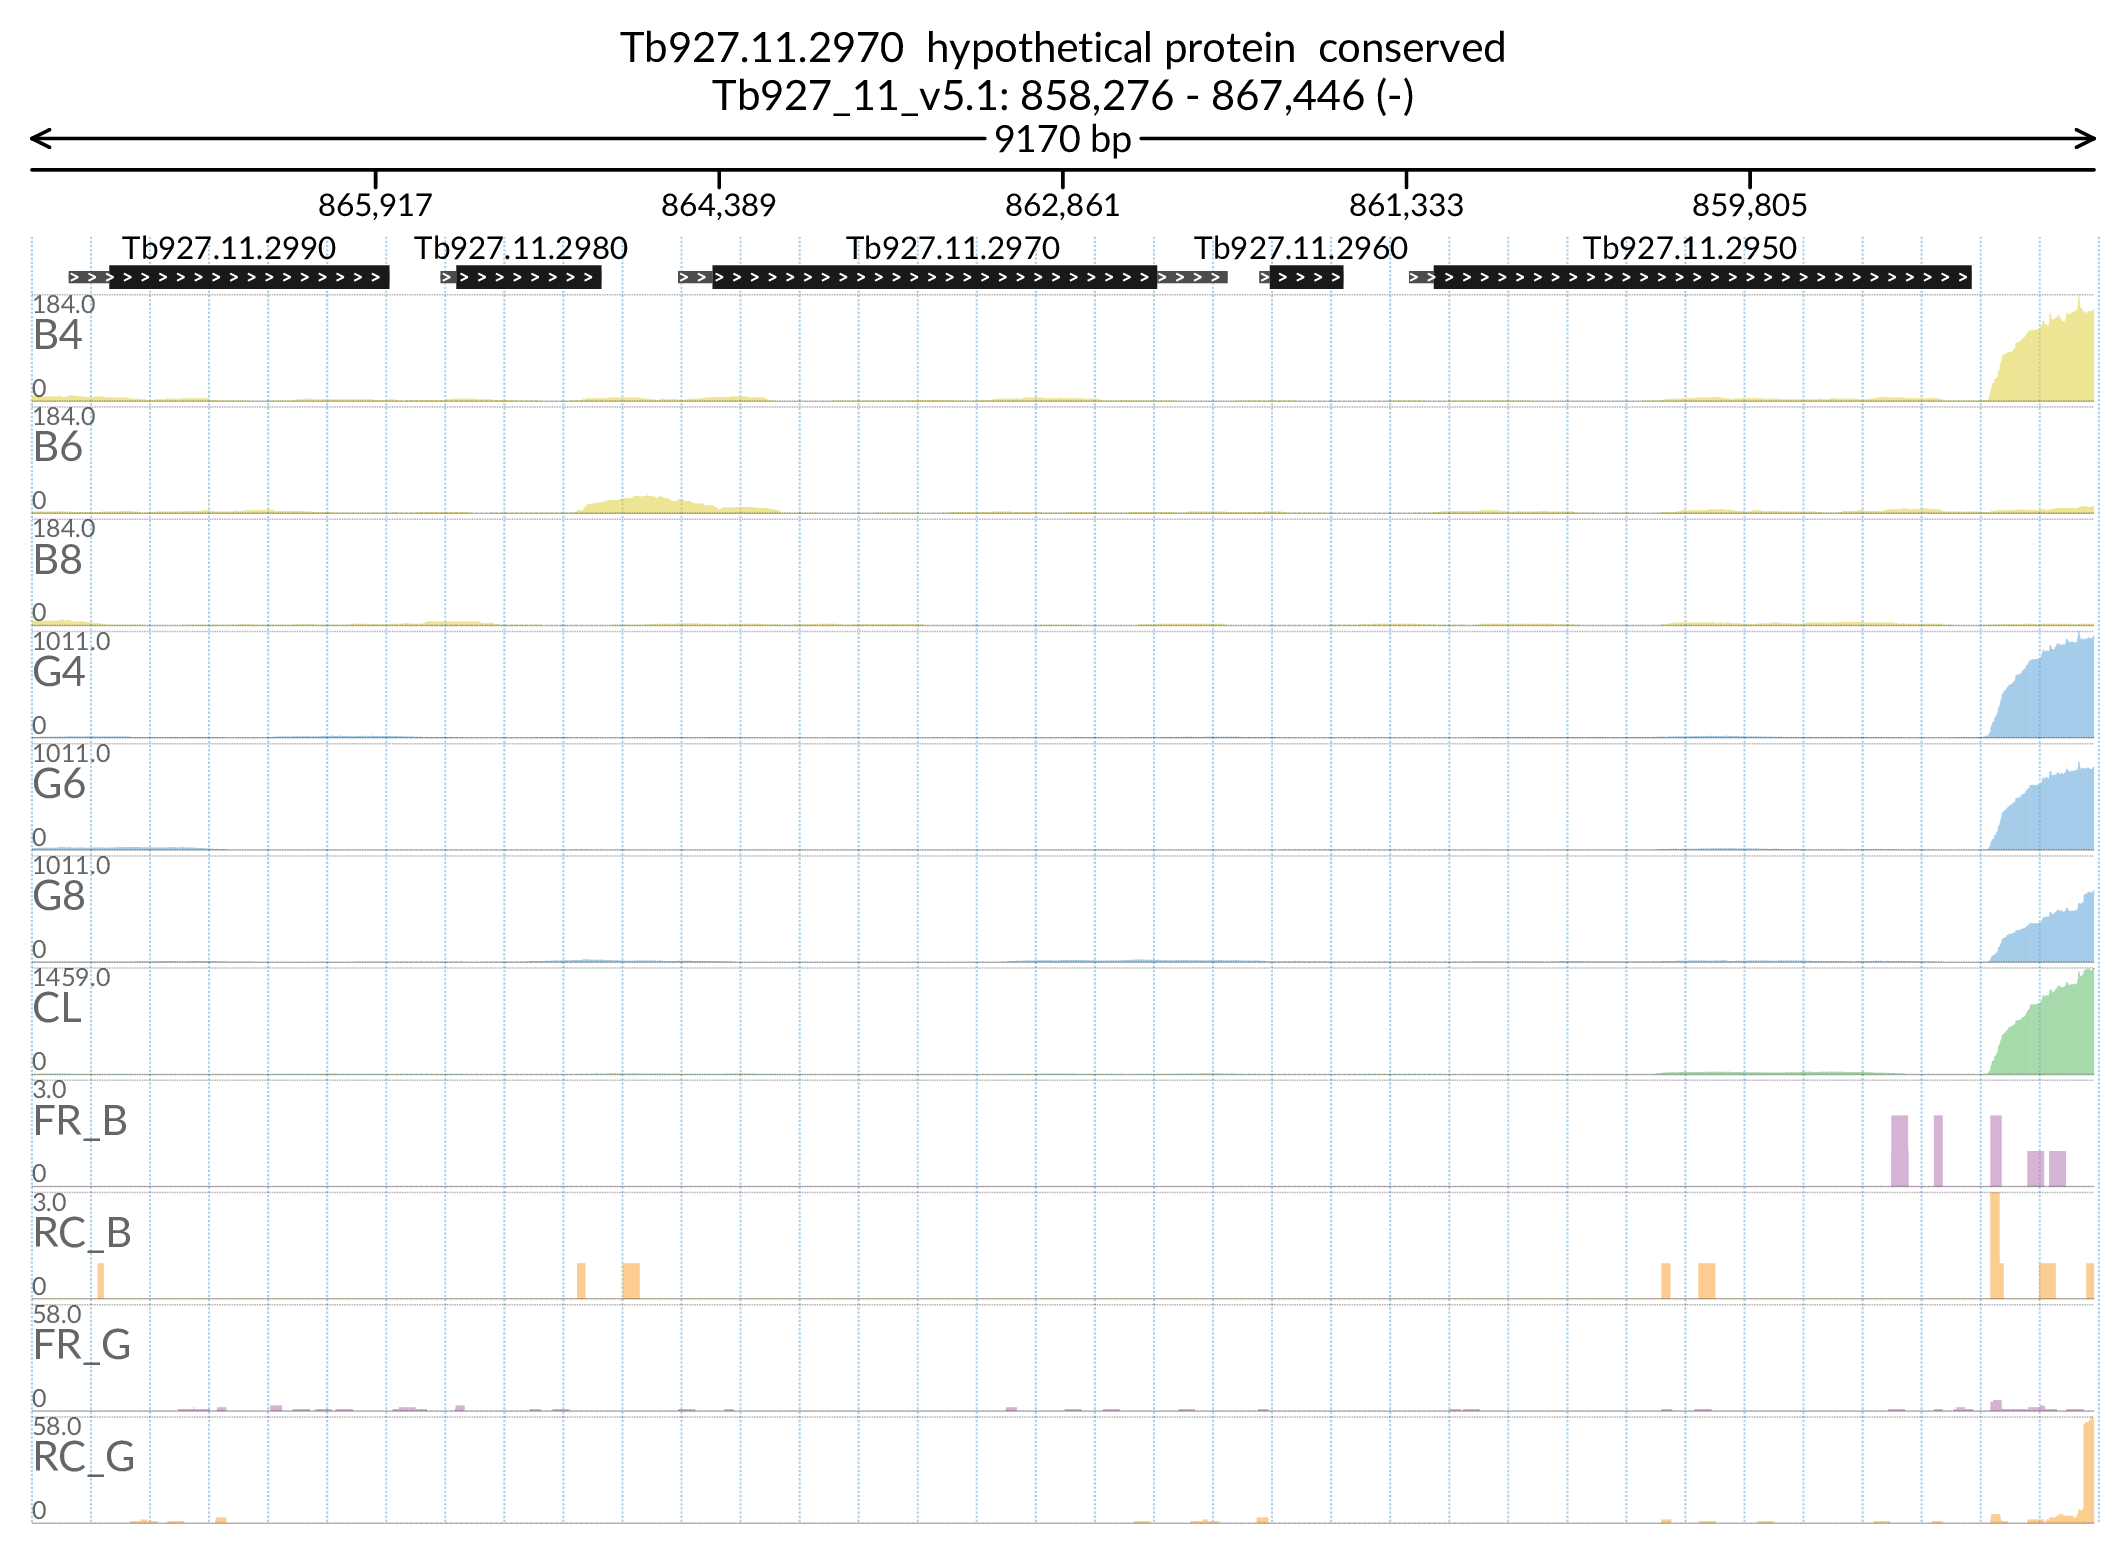 Tb927.11.2970 hypothetical protein conserved
Tb927_11_v5.1: 858,276 - 867,446 (-)
9170 bp
865,917 864,389 862,861 861,333 859,805
Tb927.11.2990 Tb927.11.2980 Tb927.11.2970 Tb927.11.2960 Tb927.11.2950
184.0
B4
0
184.0
B6
0
184.0
B8
0
1011.0
G4
0
1011.0
G6
0
1011.0
G8
0
1459.0
CL
0
3.0
FR_B
0
3.0
RC_B
0
58.0
FR_G
0
58.0
RC_G
0